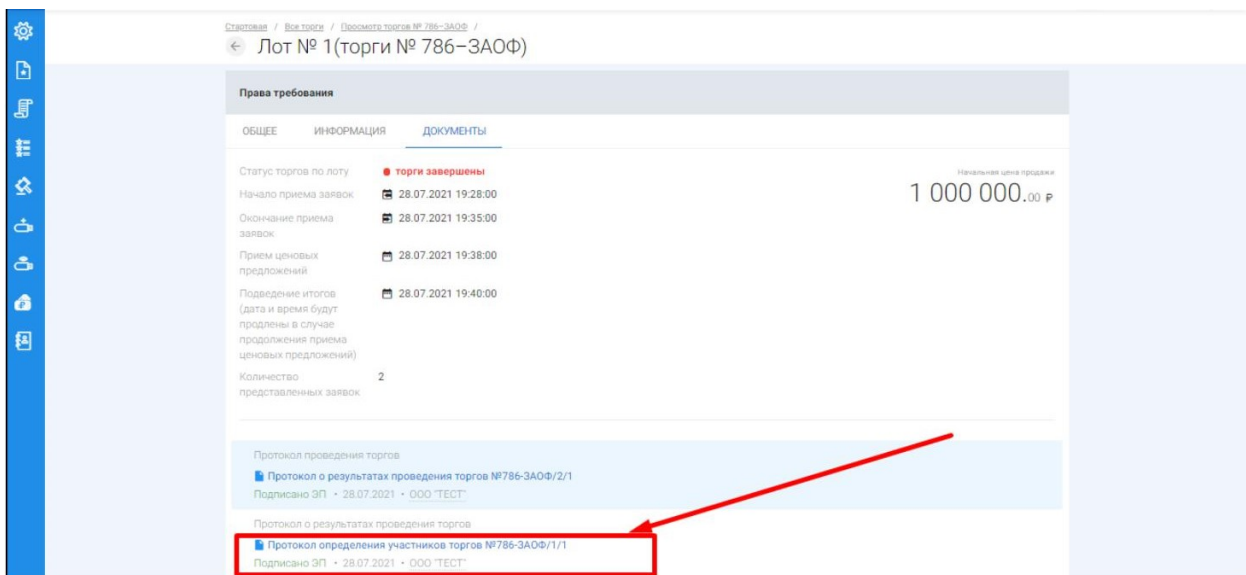 Стартовая / Все торги / Просмотр торгов № 786-ЗАОФ /
Лот № 1(торги № 786-ЗАОФ)
Права требования
ОБЩЕЕ ИНФОРМАЦИЯ ДОКУМЕНТЫ
Статус торгов по лоту торги завершены
Начальная цена продажи
1 000 000.00 ₽
Начало приема заявок 28.07.2021 19:28:00
Окончание приема 28.07.2021 19:35:00
заявок
Прием ценовых 28.07.2021 19:38:00
предложений
Подведение итогов 28.07.2021 19:40:00
(дата и время будут
продлены в случае
продолжения приема
ценовых предложений)
Количество 2
представленных заявок
Протокол проведения торгов
Протокол о результатах проведения торгов №786-ЗАОФ/2/1
Подписано ЭП • 28.07.2021 • ООО "ТЕСТ"
Протокол о результатах проведения торгов
Протокол определения участников торгов №786-ЗАОФ/1/1
Подписано ЭП • 28.07.2021 • ООО "ТЕСТ"